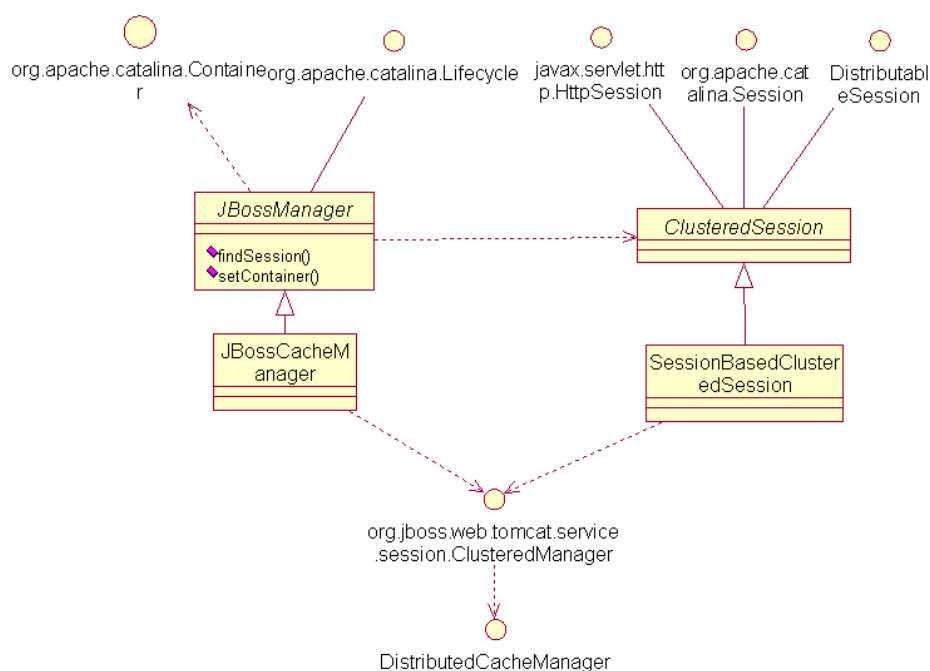 org.apache.catalina.Containe
r
org.apache.catalina.Lifecycle
javax.servlet.htt
p.HttpSession
org.apache.cat
alina.Session
Distributabl
eSession
JBossManager
findSession()
setContainer()
ClusteredSession
JBossCacheM
anager
SessionBasedCluster
edSession
org.jboss.web.tomcat.service
.session.ClusteredManager
DistributedCacheManager